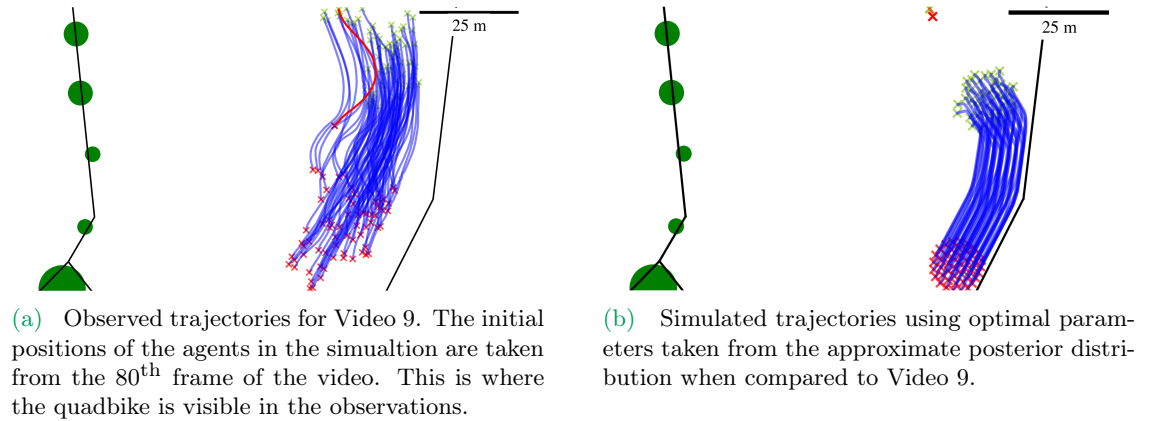 25 m
25 m
(a) Observed trajectories for Video 9. The initial
positions of the agents in the simualtion are taken
from the 80th frame of the video. This is where
the quadbike is visible in the observations.
(b) Simulated trajectories using optimal param-
eters taken from the approximate posterior distri-
bution when compared to Video 9.